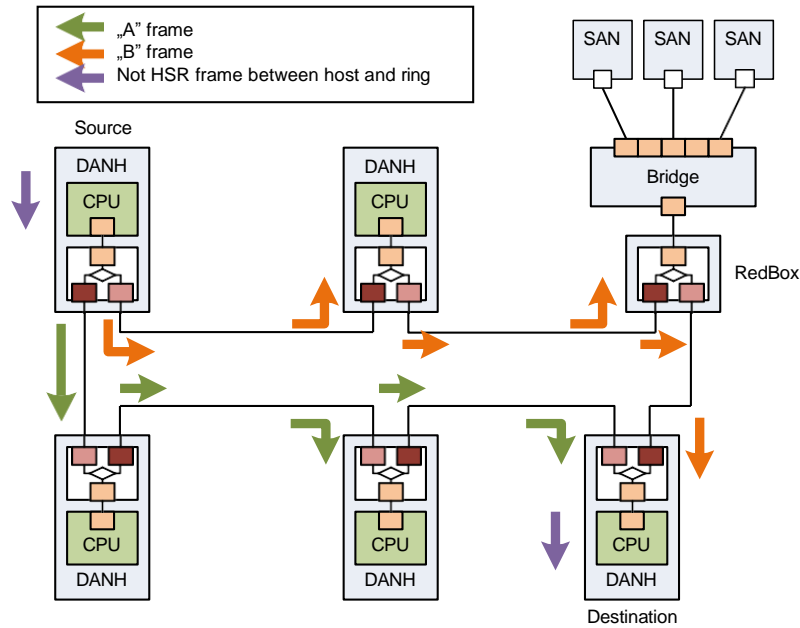 „A” frame
„B” frame
Not HSR frame between host and ring
SAN SAN SAN
Source
DANH
CPU
DANH
CPU
Bridge
RedBox
CPU
DANH
CPU
DANH
CPU
DANH
Destination